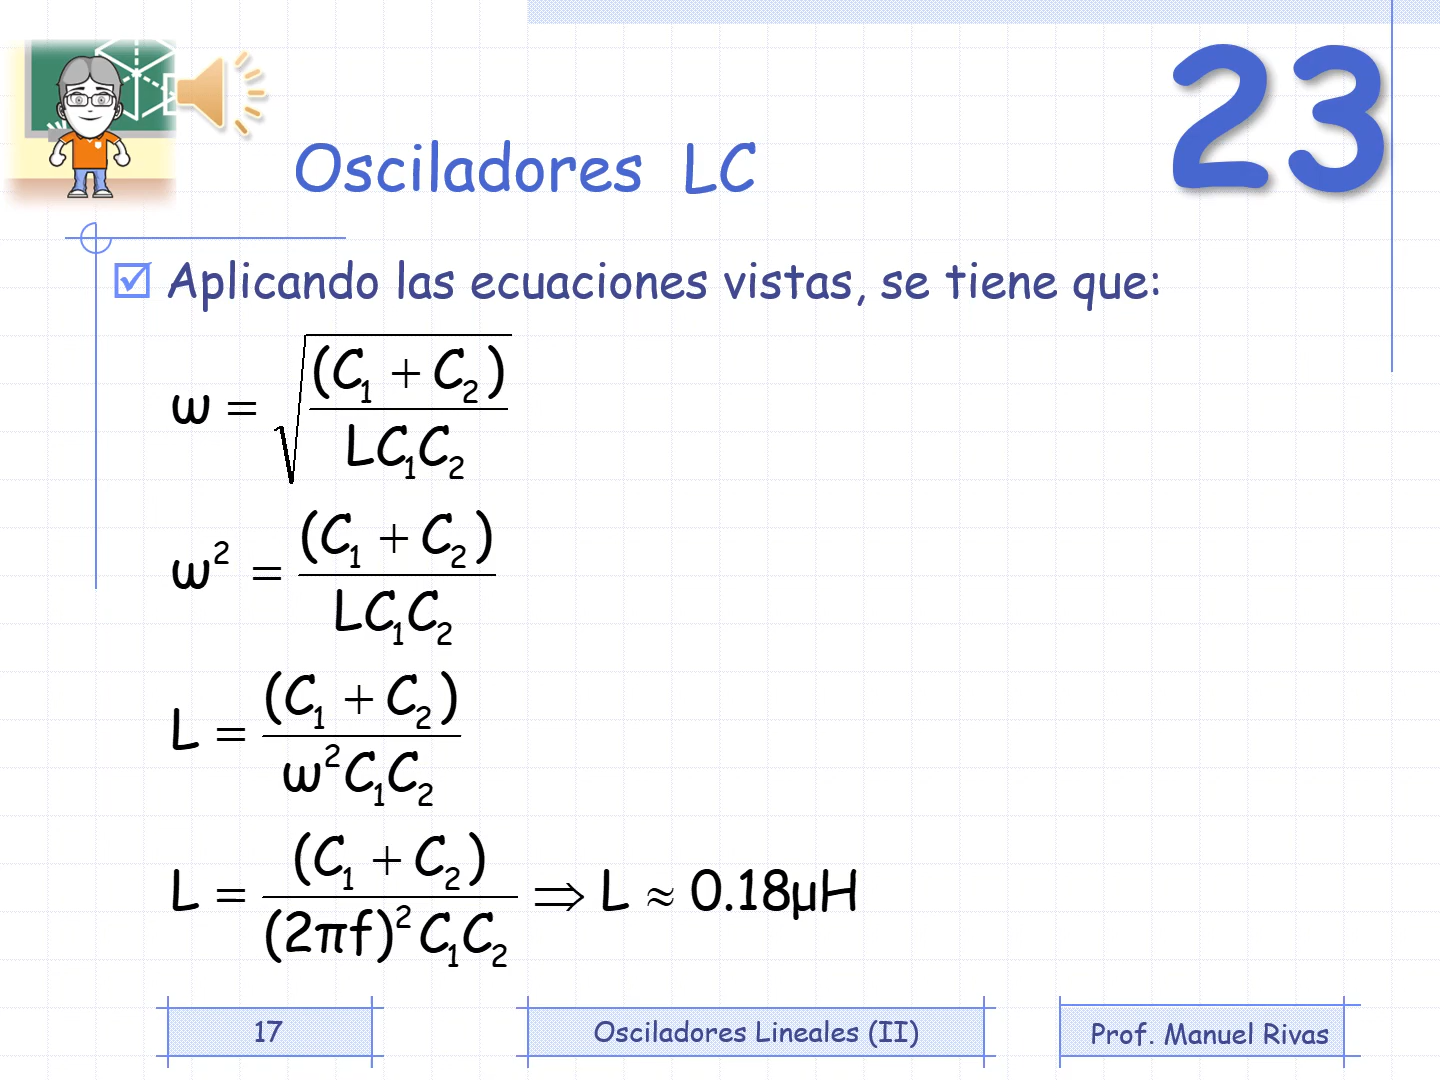 23
Osciladores LC
Aplicando las ecuaciones vistas, se tiene que:
ω = √((C₁ + C₂) / LC₁C₂)
ω² = (C₁ + C₂) / LC₁C₂
L = (C₁ + C₂) / ω²C₁C₂
L = (C₁ + C₂) / (2πf)²C₁C₂ ⇒ L ≈ 0.18μH
17
Osciladores Lineales (II)
Prof. Manuel Rivas